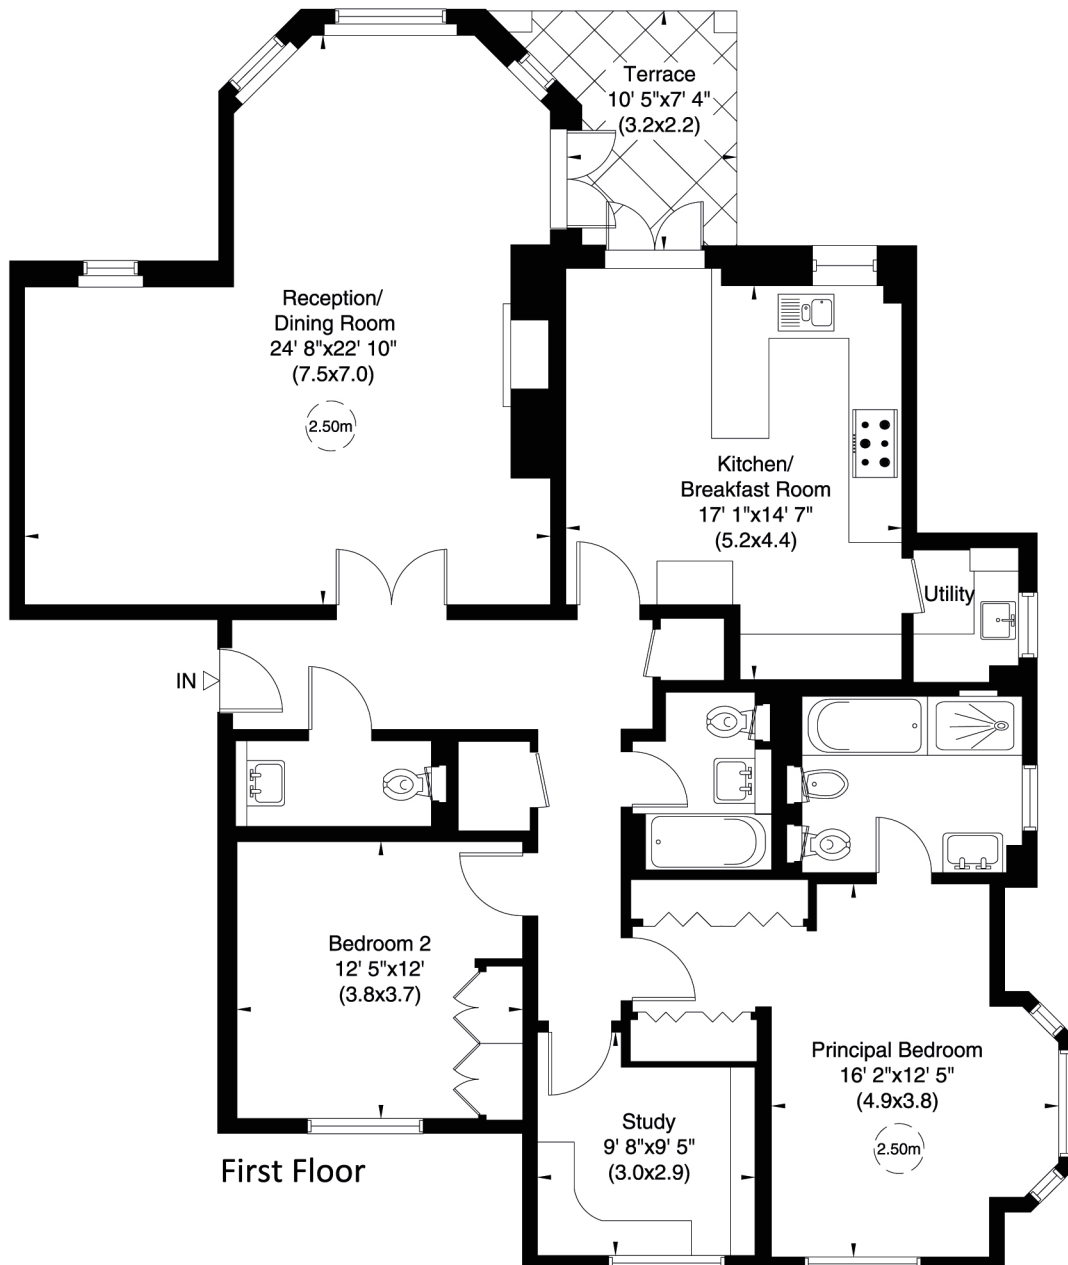 Terrace
10' 5"x7' 4"
(3.2x2.2)
Reception/
Dining Room
24' 8"x22' 10"
(7.5x7.0)
2.50m
Kitchen/
Breakfast Room
17' 1"x14' 7"
(5.2x4.4)
Utility
IN
Bedroom 2
12' 5"x12'
(3.8x3.7)
Principal Bedroom
16' 2"x12' 5"
(4.9x3.8)
2.50m
Study
9' 8"x9' 5"
(3.0x2.9)
First Floor